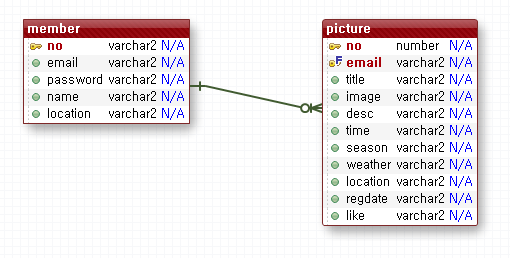 member
no varchar2 N/A
email varchar2 N/A
password varchar2 N/A
name varchar2 N/A
location varchar2 N/A
picture
no number N/A
F email varchar2 N/A
title varchar2 N/A
image varchar2 N/A
desc varchar2 N/A
time varchar2 N/A
season varchar2 N/A
weather varchar2 N/A
location varchar2 N/A
regdate varchar2 N/A
like varchar2 N/A